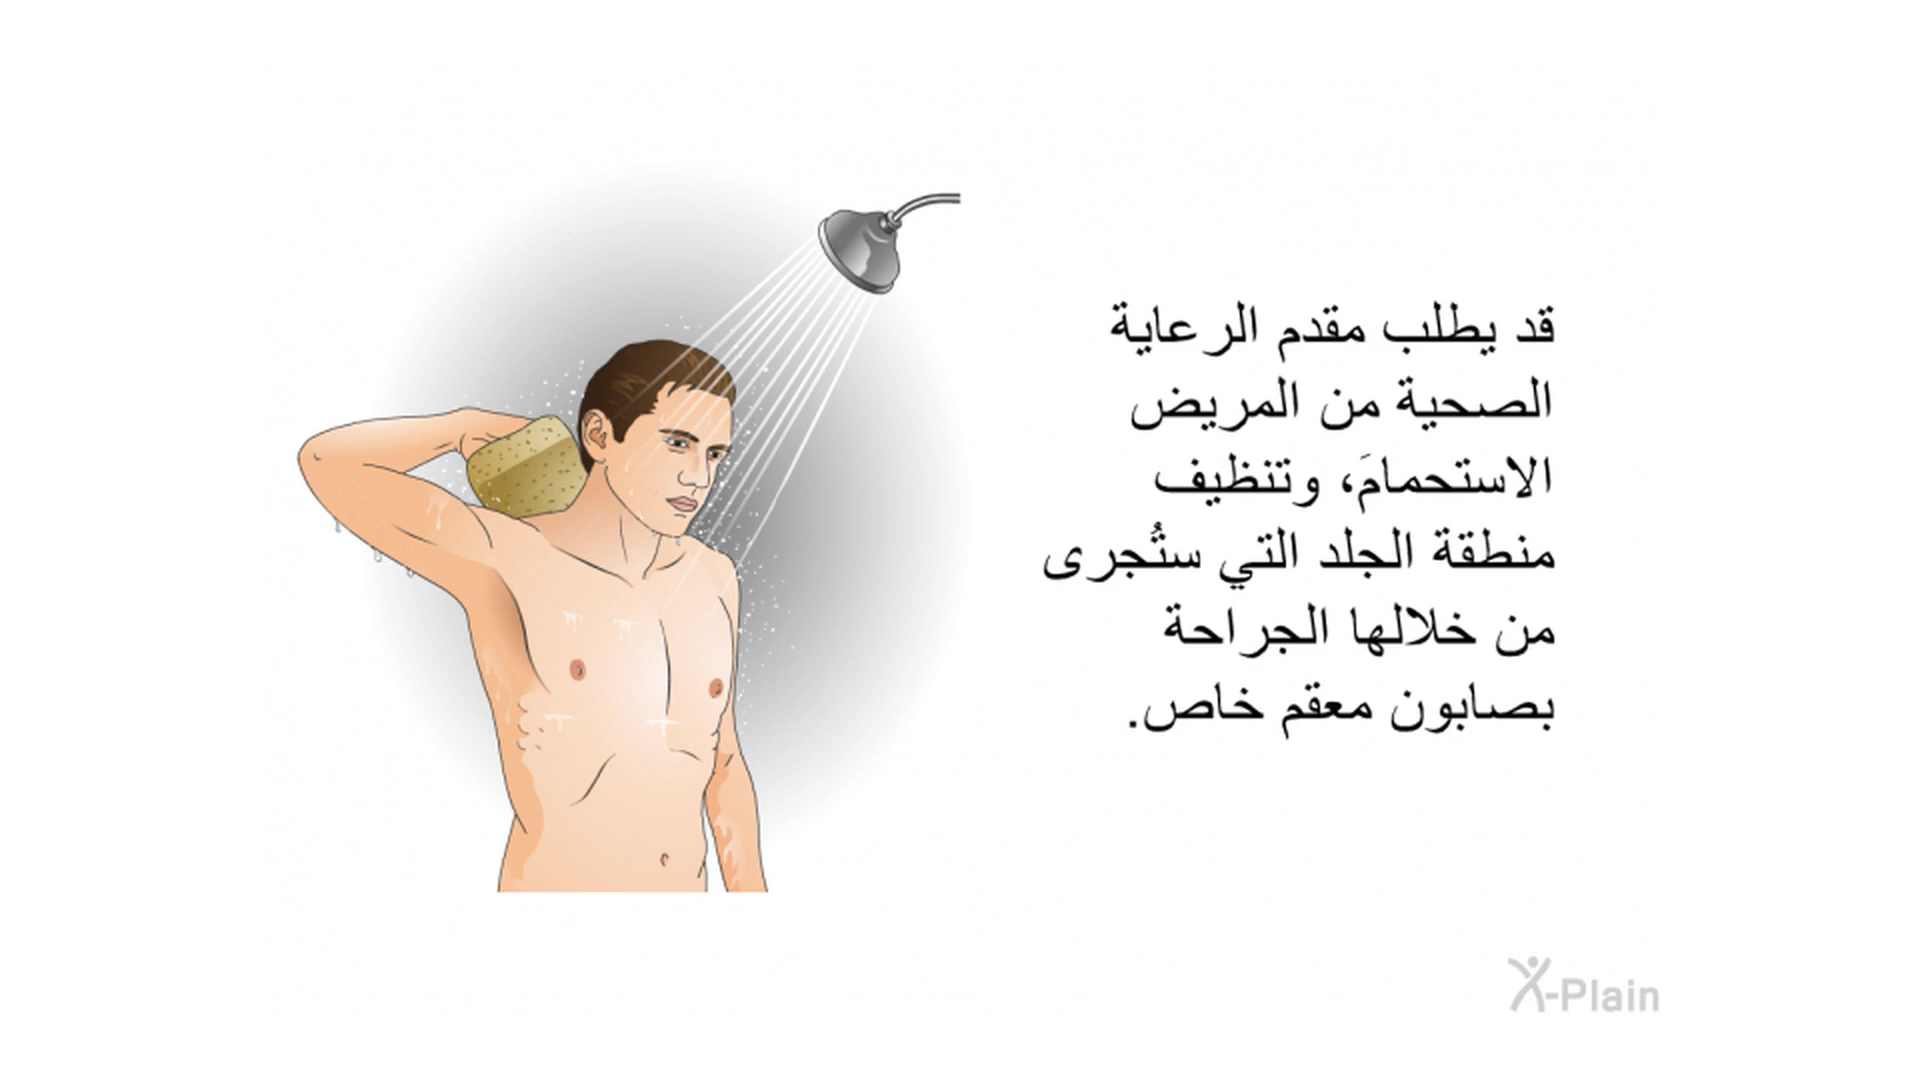 قد يطلب مقدم الرعاية
الصحية من المريض
الاستحمامَ، وتنظيف
منطقة الجلد التي ستُجرى
من خلالها الجراحة
بصابون معقم خاص.
X-Plain